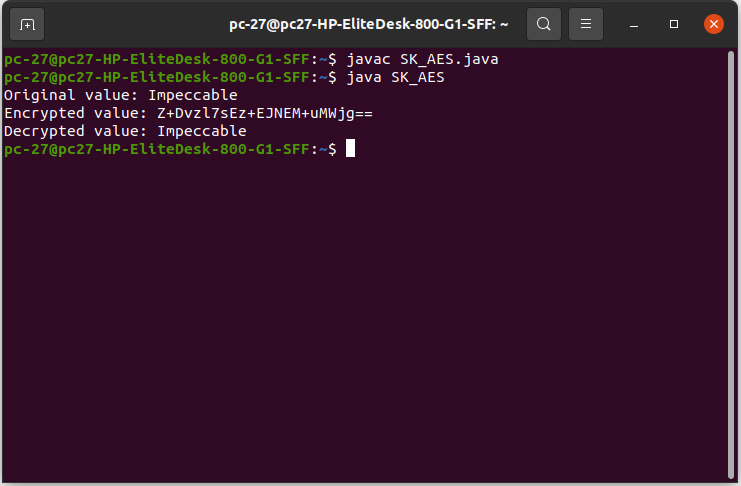 pc-27@pc27-HP-EliteDesk-800-G1-SFF: ~
pc-27@pc27-HP-EliteDesk-800-G1-SFF:~$ javac SK_AES.java
pc-27@pc27-HP-EliteDesk-800-G1-SFF:~$ java SK_AES
Original value: Impeccable
Encrypted value: Z+Dvzl7sEz+EJNEM+uMWjg==
Decrypted value: Impeccable
pc-27@pc27-HP-EliteDesk-800-G1-SFF:~$